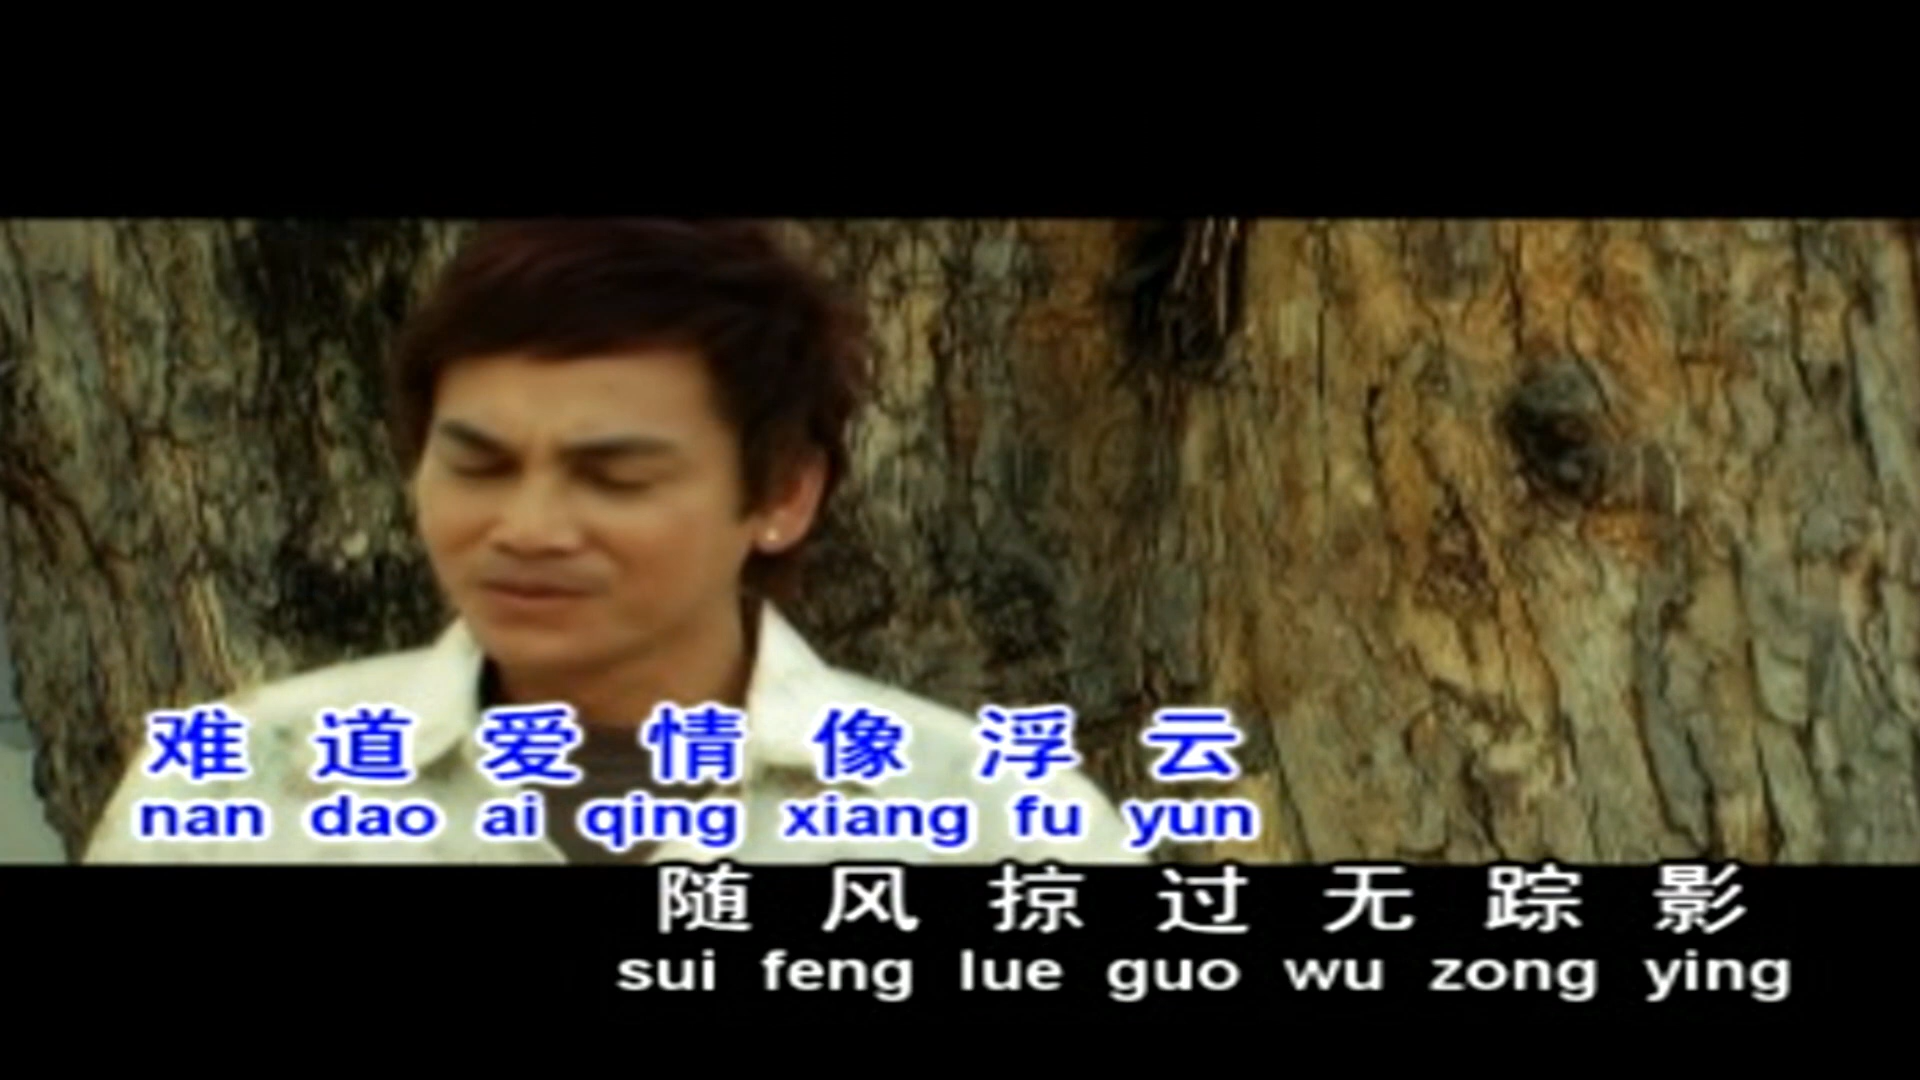 难 道 爱 情 像 浮 云
nan dao ai qing xiang fu yun
随 风 掠 过 无 踪 影
sui feng lue guo wu zong ying